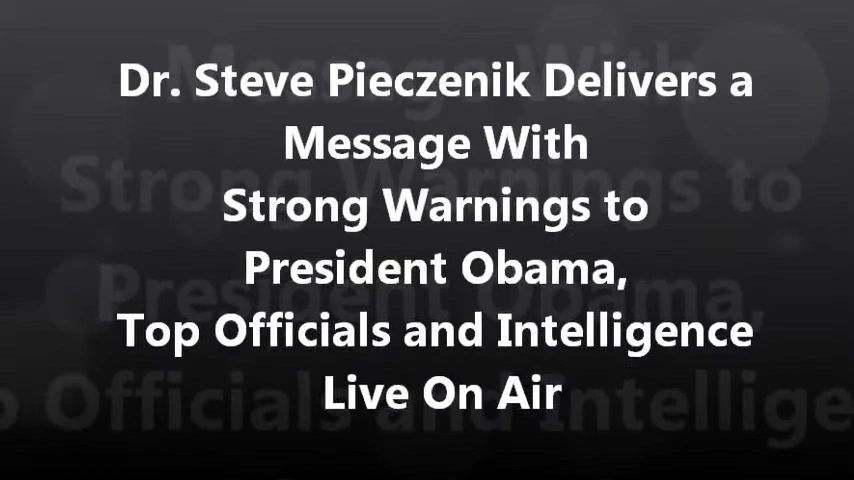 Dr. Steve Pieczenik Delivers a
Message With
Strong Warnings to
President Obama,
Top Officials and Intelligence
Live On Air